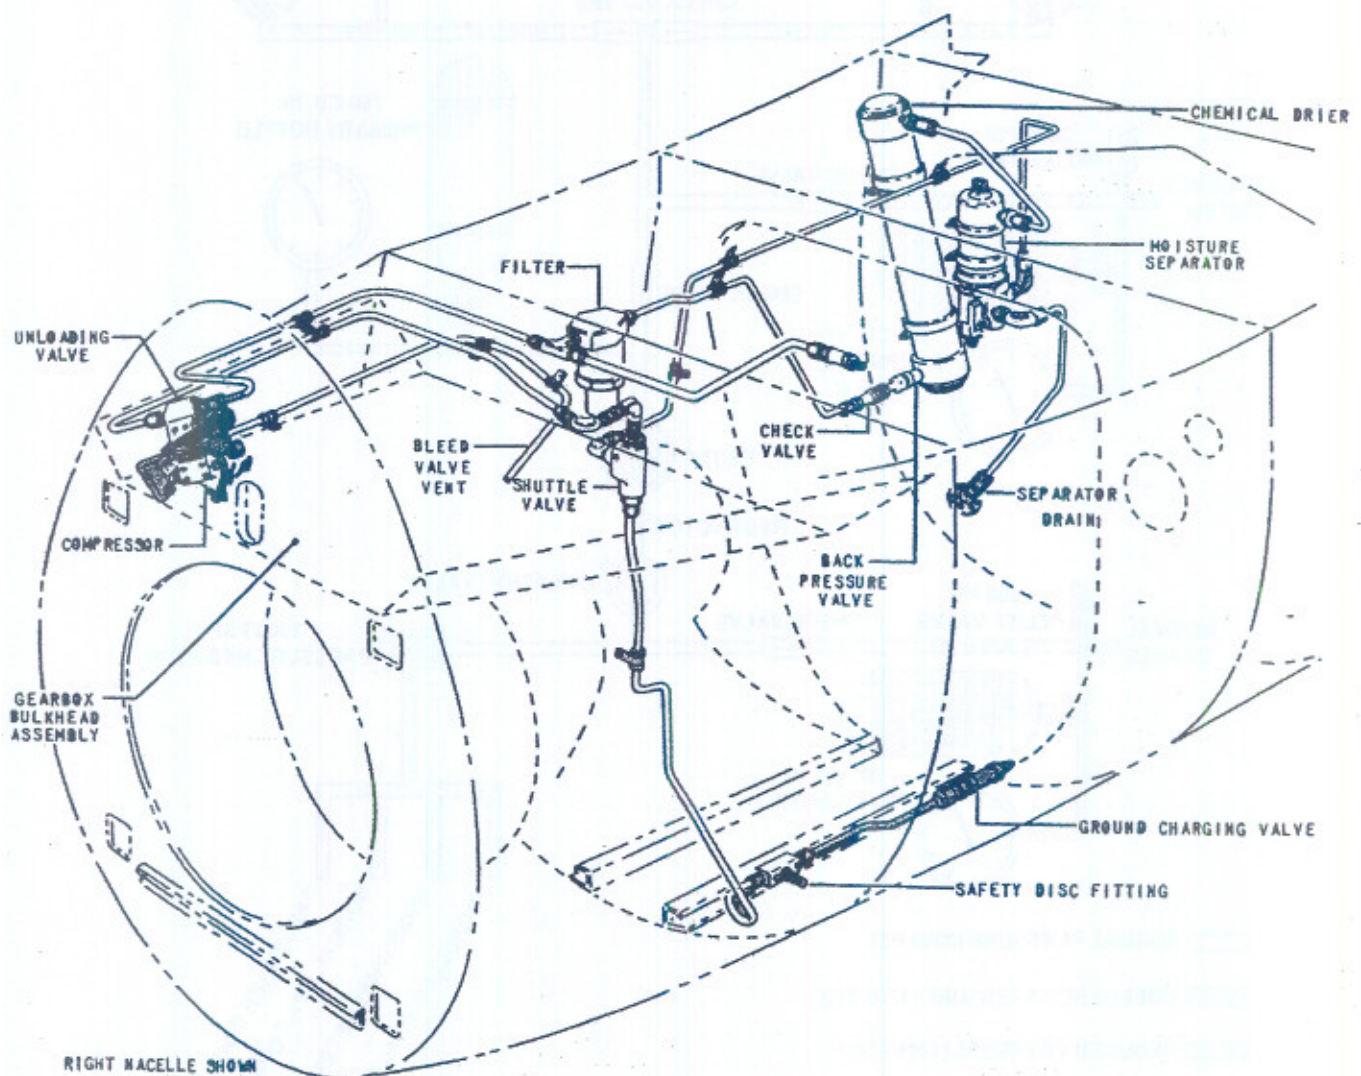 CHEMICAL DRIER
MOISTURE
SEPARATOR
FILTER
UNLOADING
VALVE
BLEED
VALVE
VENT
SHUTTLE
VALVE
CHECK
VALVE
SEPARATOR
DRAIN
COMPRESSOR
BACK
PRESSURE
VALVE
GEARBOX
BULKHEAD
ASSEMBLY
GROUND CHARGING VALVE
SAFETY DISC FITTING
RIGHT NACELLE SHOWN